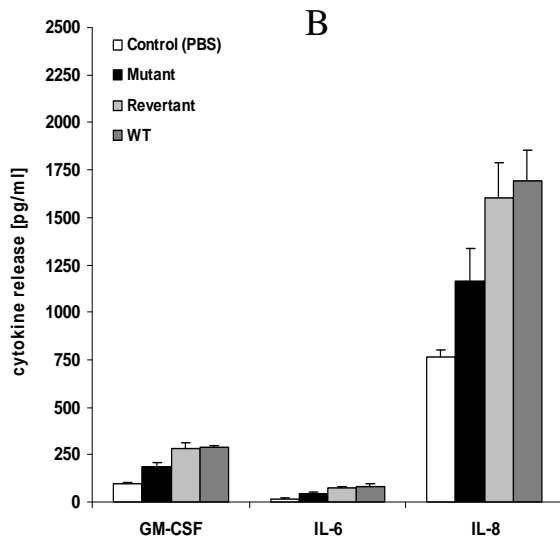 B
Control (PBS)
Mutant
Revertant
WT
cytokine release [pg/ml]
2500
2250
2000
1750
1500
1250
1000
750
500
250
0
GM-CSF IL-6 IL-8